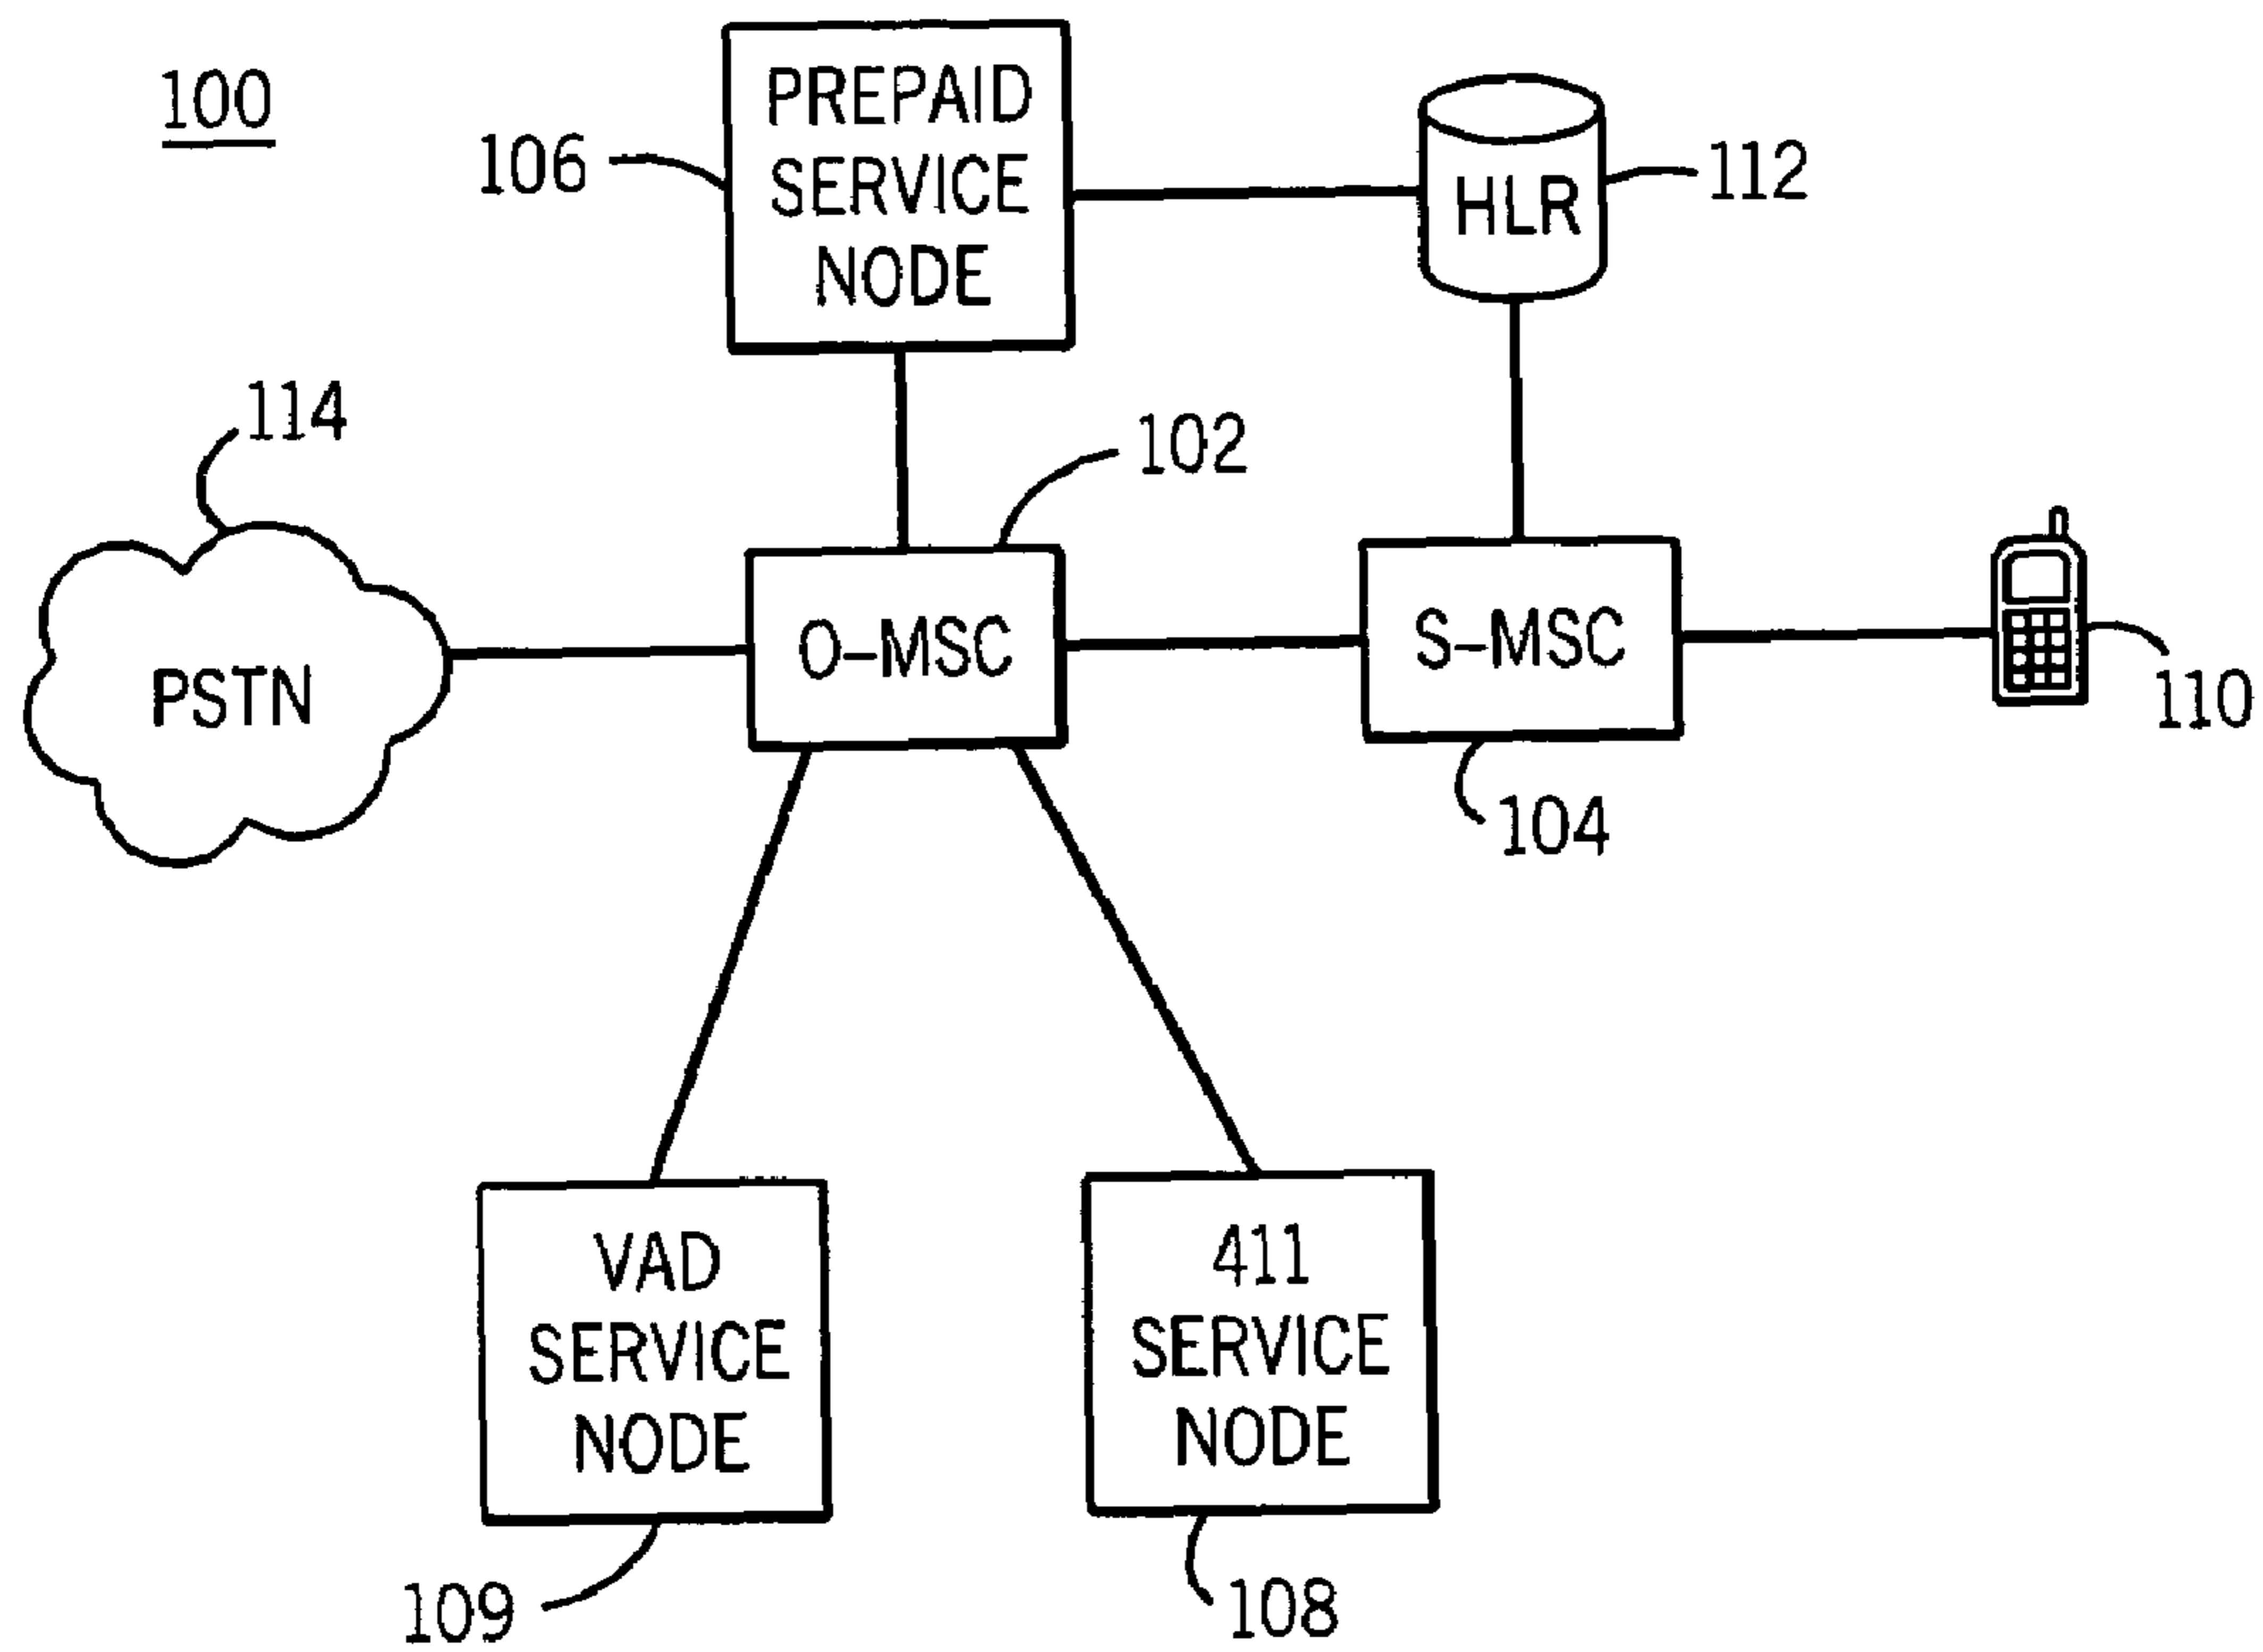 100
PREPAID
SERVICE
NODE
106
HLR
112
114
102
PSTN
O-MSC
S-MSC
110
104
VAD
SERVICE
NODE
411
SERVICE
NODE
109
108